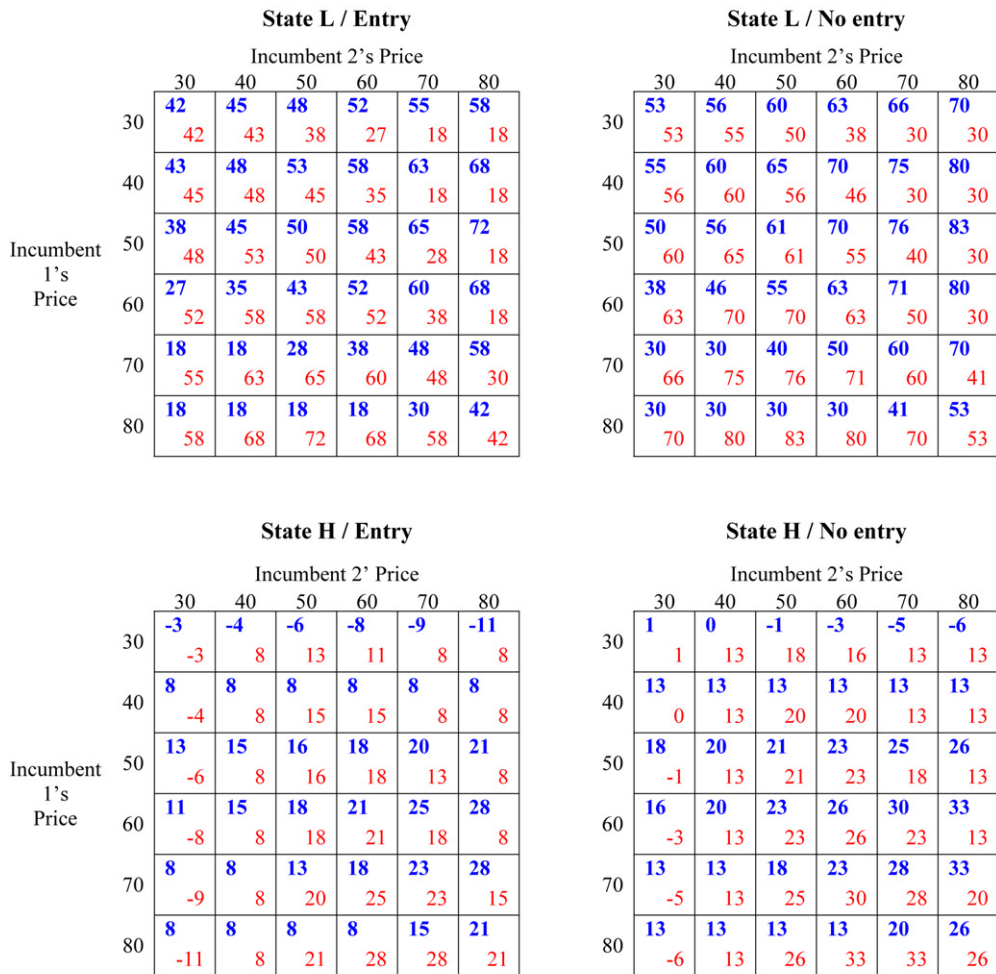 State L / Entry State L / No entry
Incumbent 2's Price Incumbent 2's Price
30 40 50 60 70 80 30 40 50 60 70 80
42 45 48 52 55 58 53 56 60 63 66 70
30 30
42 43 38 27 18 18 53 55 50 38 30 30
43 48 53 58 63 68 55 60 65 70 75 80
40 40
45 48 45 35 18 18 56 60 56 46 30 30
38 45 50 58 65 72 50 56 61 70 76 83
Incumbent 1's Price 50 50
48 53 50 43 28 18 60 65 61 55 40 30
27 35 43 52 60 68 38 46 55 63 71 80
60 60
52 58 58 52 38 18 63 70 70 63 50 30
18 18 28 38 48 58 30 30 40 50 60 70
70 70
55 63 65 60 48 30 66 75 76 71 60 41
18 18 18 18 30 42 30 30 30 30 41 53
80 80
58 68 72 68 58 42 70 80 83 80 70 53
State H / Entry State H / No entry
Incumbent 2' Price Incumbent 2's Price
30 40 50 60 70 80 30 40 50 60 70 80
-3 -4 -6 -8 -9 -11 1 0 -1 -3 -5 -6
30 30
-3 8 13 11 8 8 1 13 18 16 13 13
8 8 8 8 8 8 13 13 13 13 13 13
40 40
-4 8 15 15 8 8 0 13 20 20 13 13
13 15 16 18 20 21 18 20 21 23 25 26
Incumbent 1's Price 50 50
-6 8 16 18 13 8 -1 13 21 23 18 13
11 15 18 21 25 28 16 20 23 26 30 33
60 60
-8 8 18 21 18 8 -3 13 23 26 23 13
8 8 13 18 23 28 13 13 18 23 28 33
70 70
-9 8 20 25 23 15 -5 13 25 30 28 20
8 8 8 8 15 21 13 13 13 13 20 26
80 80
-11 8 21 28 28 21 -6 13 26 33 33 26